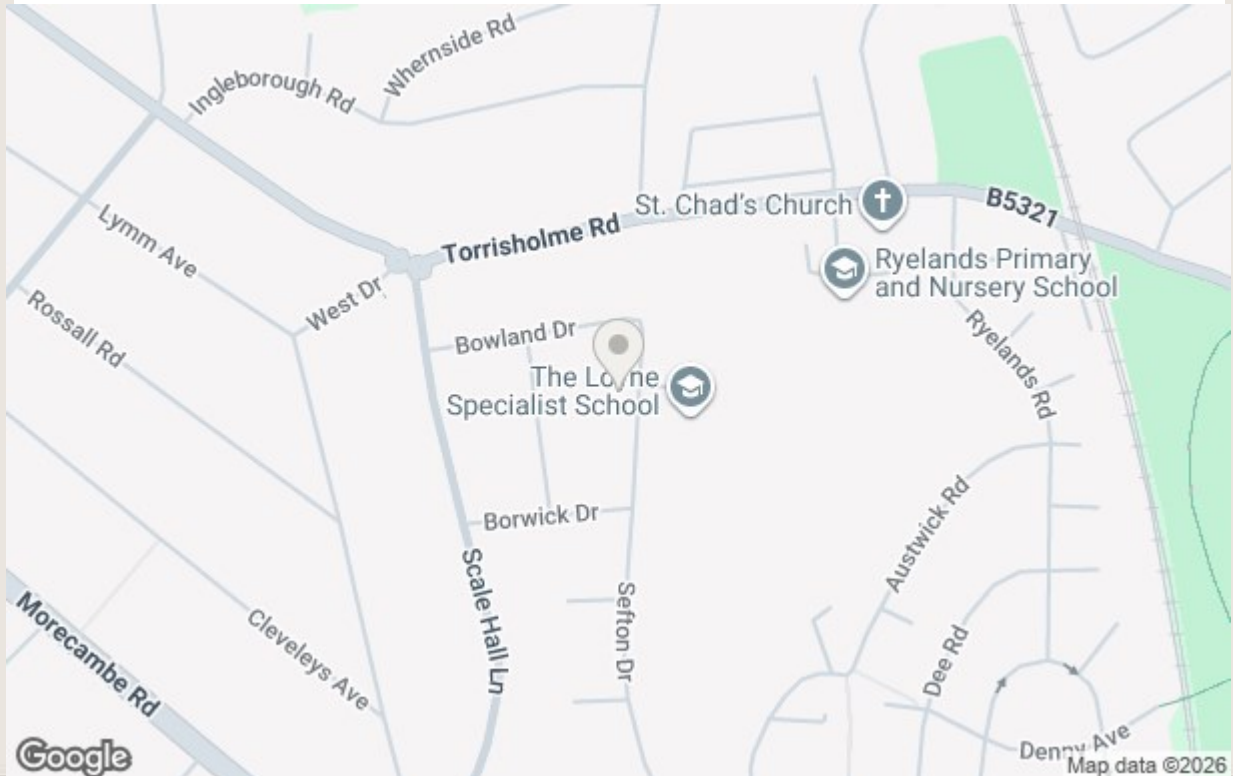 Whernside Rd
Ingleborough Rd
B5321
St. Chad's Church
Torrisholme Rd
Lymm Ave
Ryelands Primary
and Nursery School
West Dr
Rossall Rd
Bowland Dr
Ryelands Rd
The Lorne
Specialist School
Borwick Dr
Austwick Rd
Scale Hall Ln
Sefton Dr
Morecambe Rd
Cleveleys Ave
Dee Rd
Denny Ave
Google
Map data ©2026